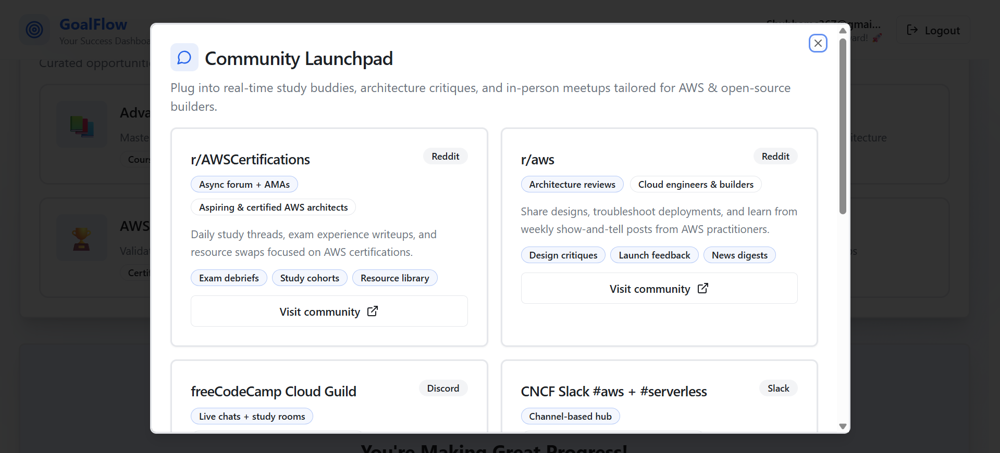 GoalFlow
Your Success Dashboa
gmai...
ard! 🚀
Logout
Curated opportuniti
Adva
Maste
Cours
itecture
AWS
Valida
Certif
os
Community Launchpad
Plug into real-time study buddies, architecture critiques, and in-person meetups tailored for AWS & open-source
builders.
r/AWSCertifications
Reddit
Async forum + AMAs
Aspiring & certified AWS architects
Daily study threads, exam experience writeups, and
resource swaps focused on AWS certifications.
Exam debriefs
Study cohorts
Resource library
Visit community
r/aws
Reddit
Architecture reviews
Cloud engineers & builders
Share designs, troubleshoot deployments, and learn from
weekly show-and-tell posts from AWS practitioners.
Design critiques
Launch feedback
News digests
Visit community
freeCodeCamp Cloud Guild
Discord
Live chats + study rooms
CNCF Slack #aws + #serverless
Slack
Channel-based hub
You're Making Great Progress!